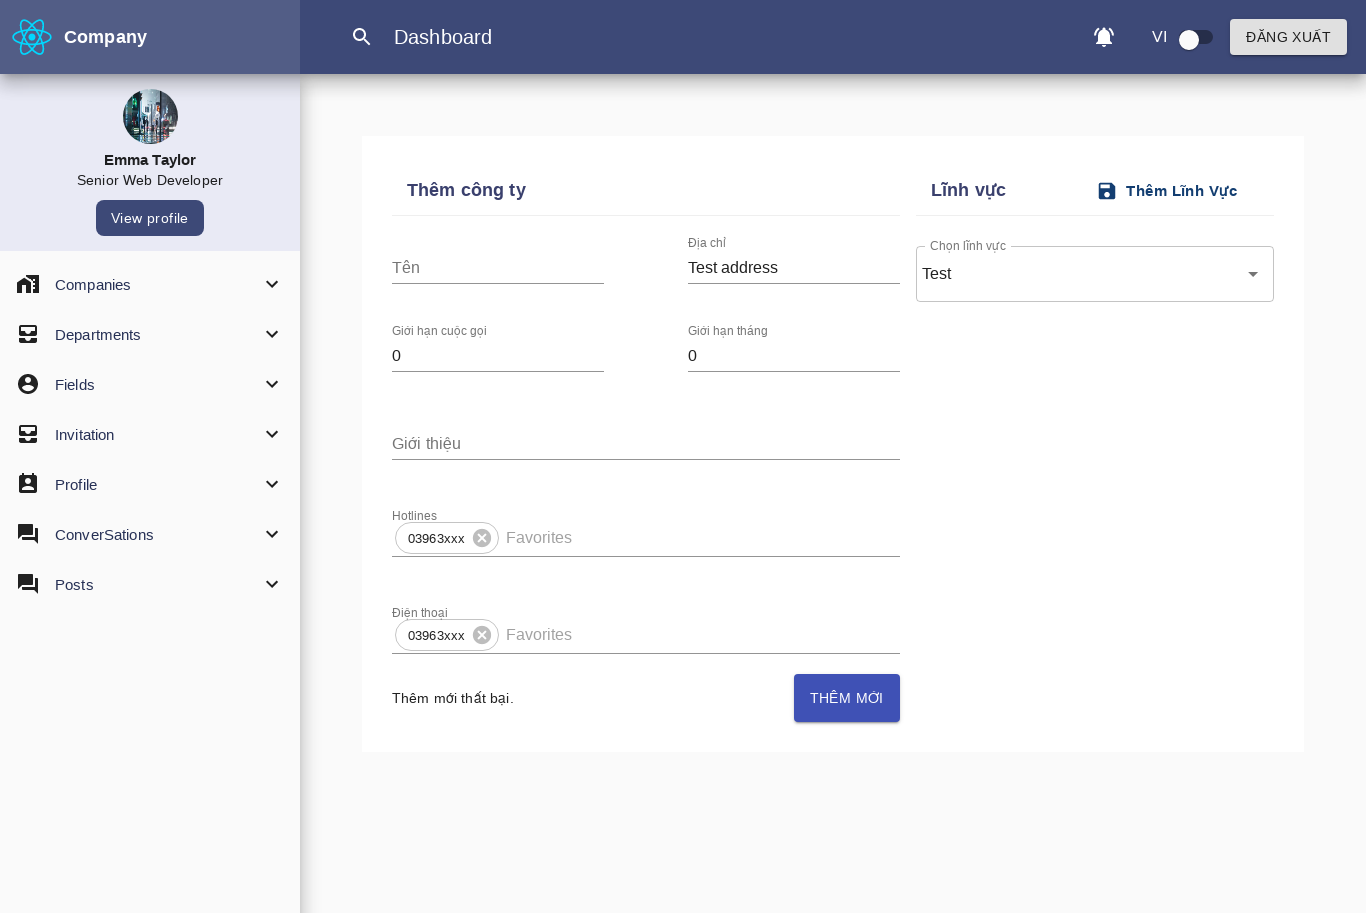 Company
Dashboard
VI
ĐĂNG XUẤT
Emma Taylor
Senior Web Developer
View profile
Companies
Departments
Fields
Invitation
Profile
ConverSations
Posts
Thêm công ty
Tên
Địa chỉ
Test address
Giới hạn cuộc gọi
0
Giới hạn tháng
0
Giới thiệu
Hotlines
03963xxx
Favorites
Điện thoại
03963xxx
Favorites
Thêm mới thất bại.
THÊM MỚI
Lĩnh vực
Thêm Lĩnh Vực
Chọn lĩnh vực
Test